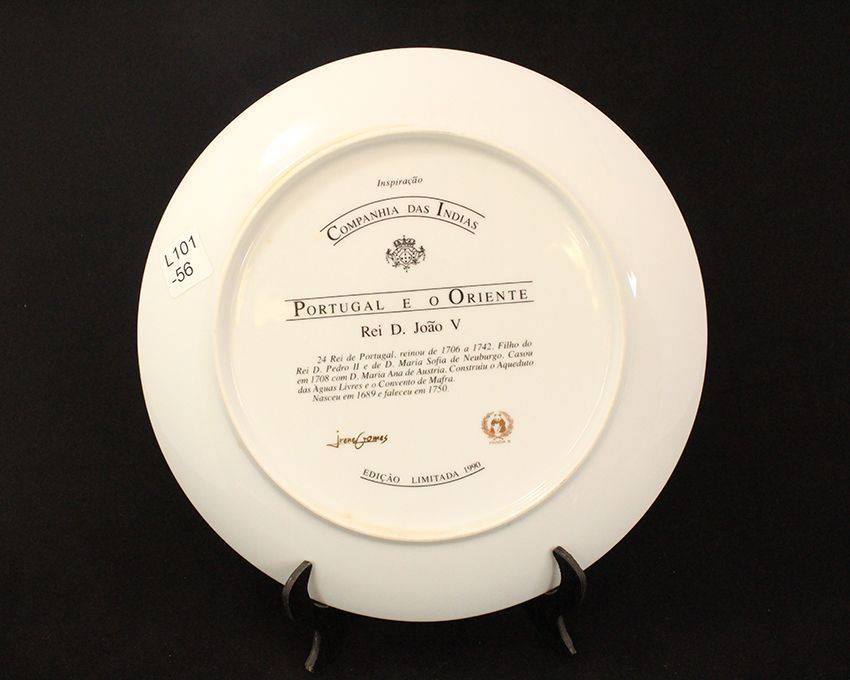 Inspiração
COMPANHIA DAS INDIAS
PORTUGAL E O ORIENTE
Rei D. João V
24 Rei de Portugal, reinou de 1706 a 1742. Filho do
Rei D. Pedro II e de D. Maria Sofia de Neuburgo. Casou
em 1708 com D. Maria Ana de Austria. Construiu o Aqueduto
das Águas Livres e o Convento de Mafra.
Nasceu em 1689 e faleceu em 1750.
Irene Gomes
EDIÇÃO LIMITADA 1990
L101
-56